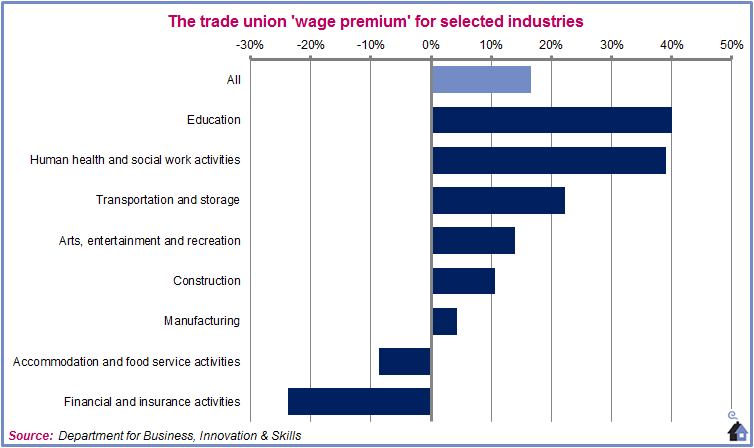 The trade union 'wage premium' for selected industries
-30% -20% -10% 0% 10% 20% 30% 40% 50%
All
Education
Human health and social work activities
Transportation and storage
Arts, entertainment and recreation
Construction
Manufacturing
Accommodation and food service activities
Financial and insurance activities
Source: Department for Business, Innovation & Skills